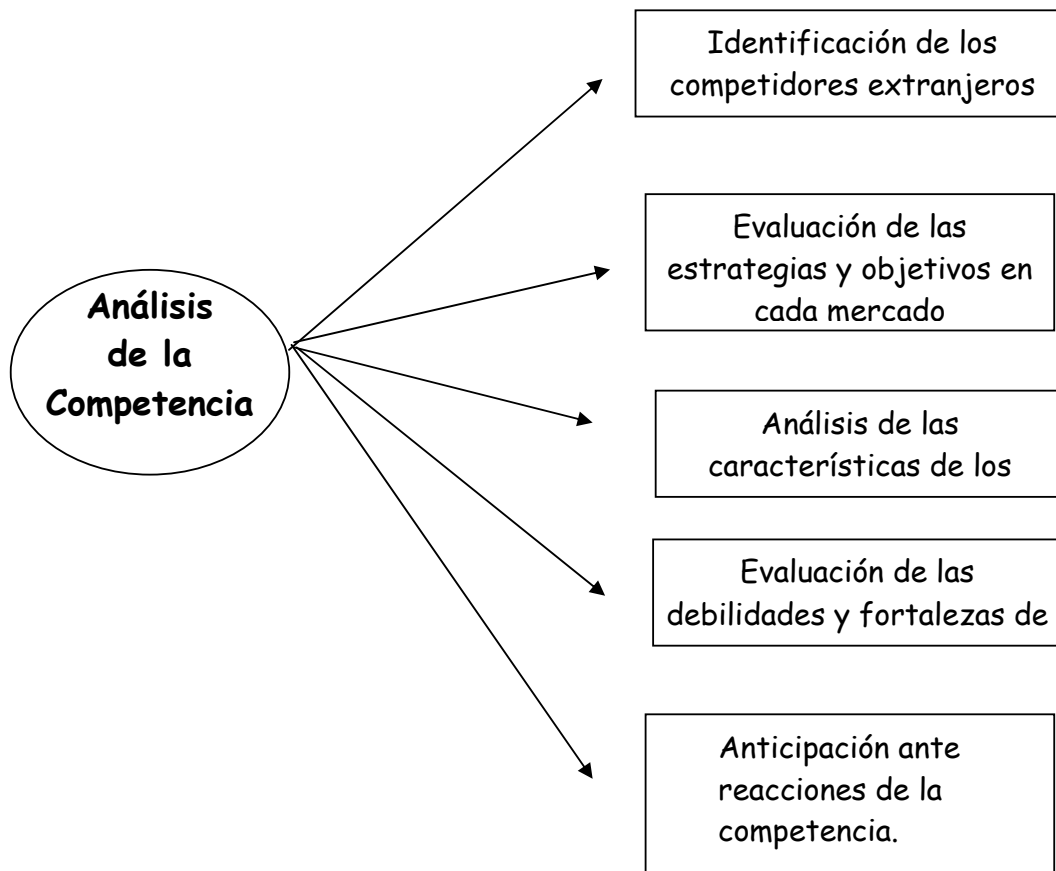 Identificación de los
competidores extranjeros
Evaluación de las
estrategias y objetivos en
cada mercado
Análisis
de la
Competencia
Análisis de las
características de los
Evaluación de las
debilidades y fortalezas de
Anticipación ante
reacciones de la
competencia.